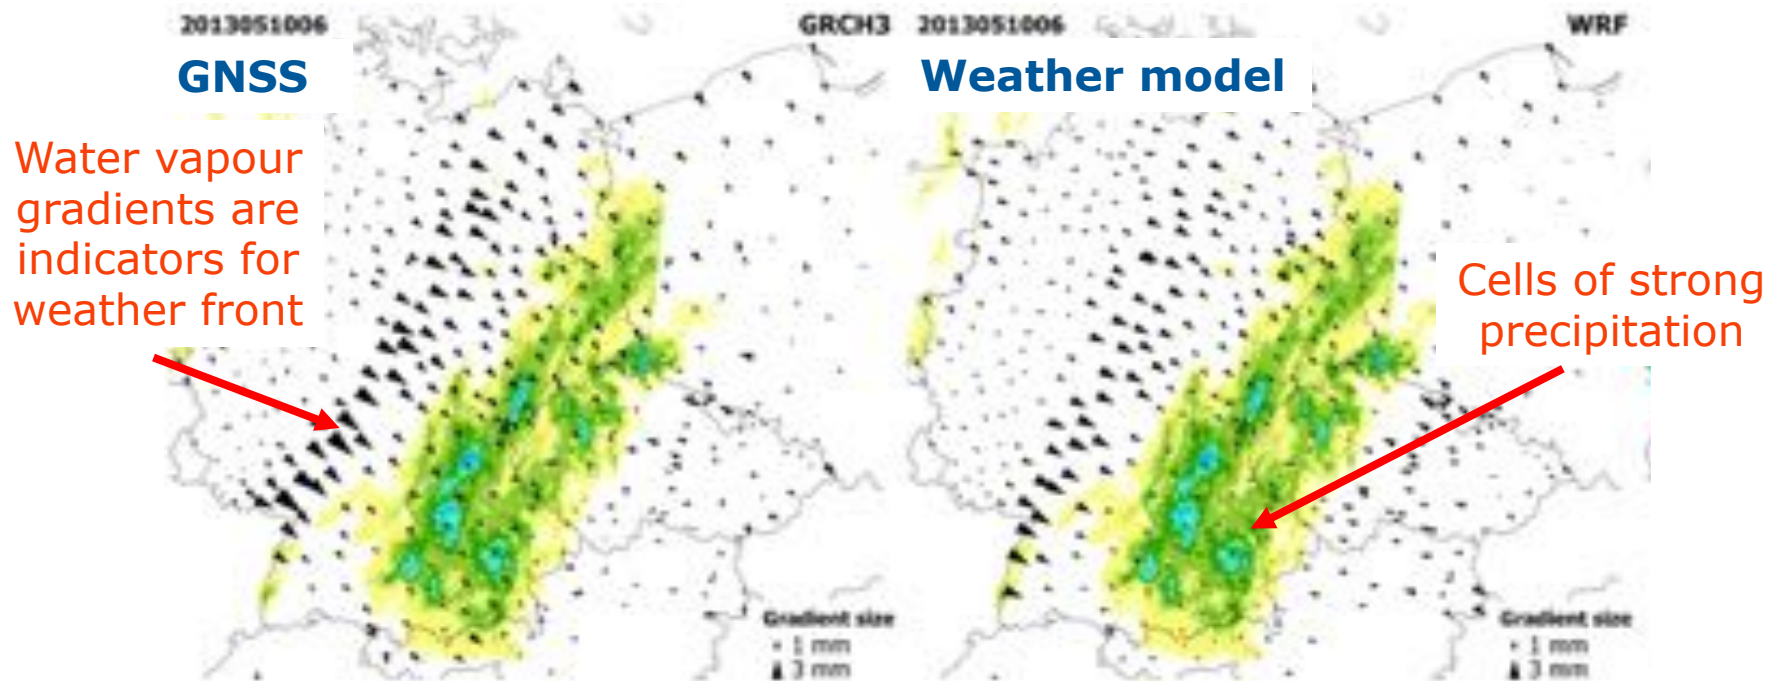 2013051006
GRCH3
2013051006
WRF
GNSS
Weather model
Water vapour
gradients are
indicators for
weather front
Cells of strong
precipitation
Gradient size
1 mm
3 mm
Gradient size
1 mm
3 mm